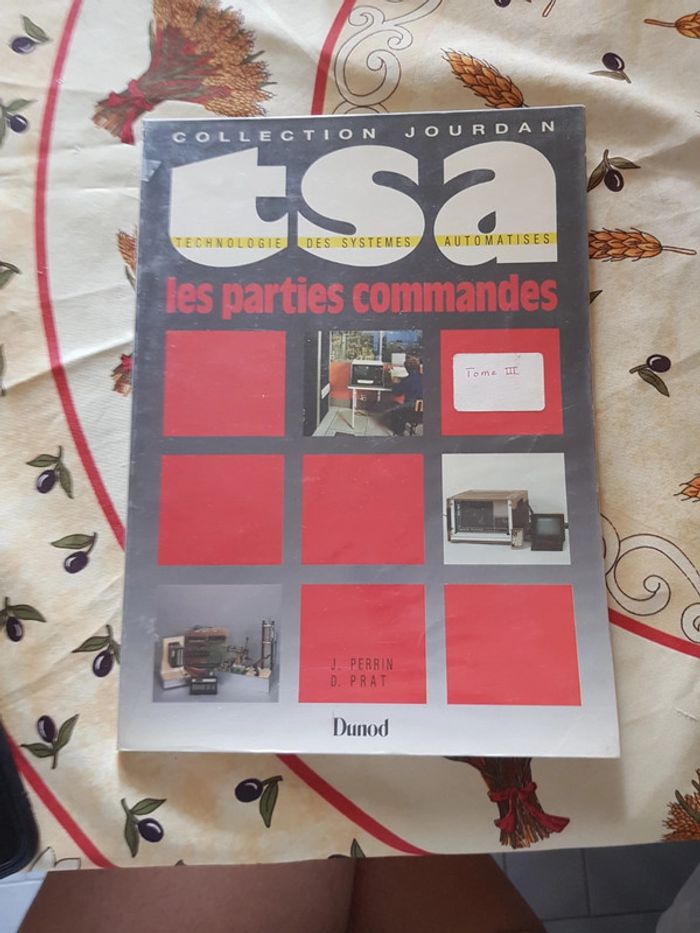 COLLECTION JOURDAN
tsa
TECHNOLOGIE DES SYSTEMES AUTOMATISES
les parties commandes
Tome III
J. PERRIN
D. PRAT
Dunod